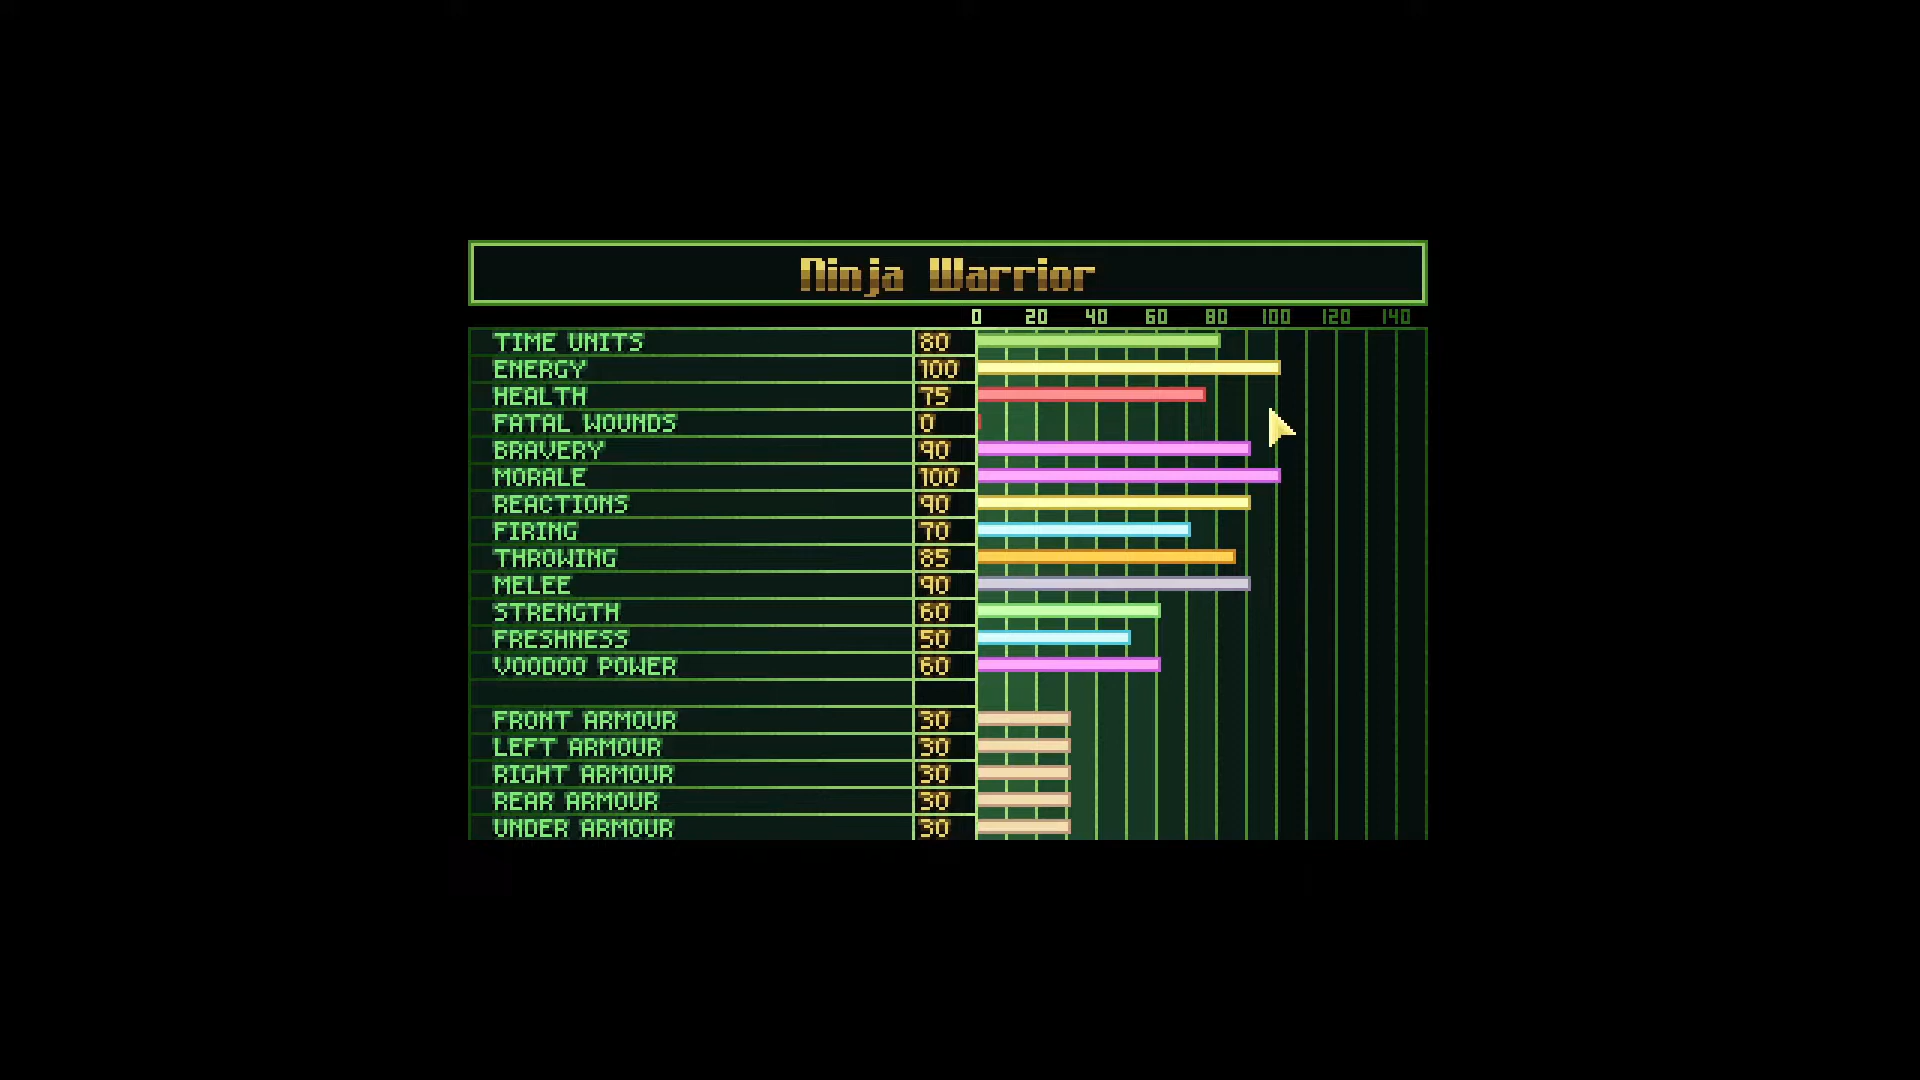 Ninja Warrior
0 20 40 60 80 100 120 140
TIME UNITS 80
ENERGY 100
HEALTH 75
FATAL WOUNDS 0
BRAVERY 90
MORALE 100
REACTIONS 90
FIRING 70
THROWING 85
MELEE 90
STRENGTH 60
FRESHNESS 50
VOODOO POWER 60
FRONT ARMOUR 30
LEFT ARMOUR 30
RIGHT ARMOUR 30
REAR ARMOUR 30
UNDER ARMOUR 30